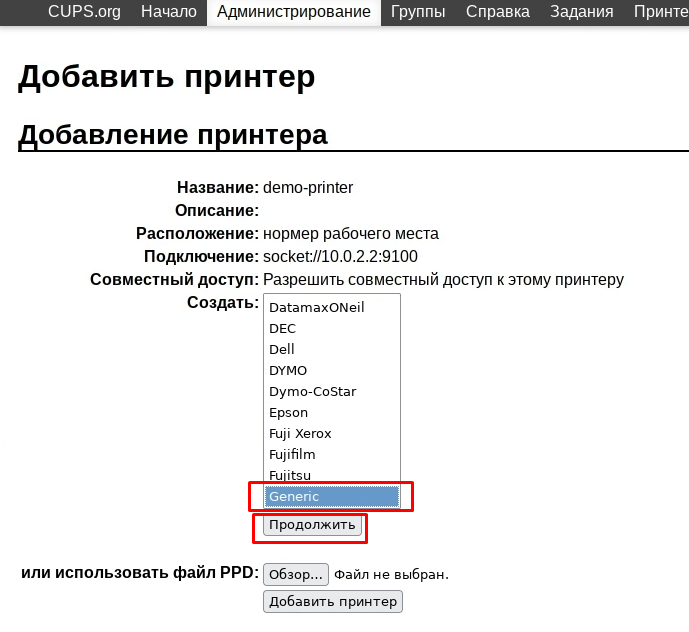 CUPS.org Начало Администрирование Группы Справка Задания Принте
Добавить принтер
Добавление принтера
Название: demo-printer
Описание:
Расположение: нормер рабочего места
Подключение: socket://10.0.2.2:9100
Совместный доступ: Разрешить совместный доступ к этому принтеру
Создать:
DatamaxONeil
DEC
Dell
DYMO
Dymo-CoStar
Epson
Fuji Xerox
Fujifilm
Fujitsu
Generic
Продолжить
или использовать файл PPD: Обзор... Файл не выбран.
Добавить принтер